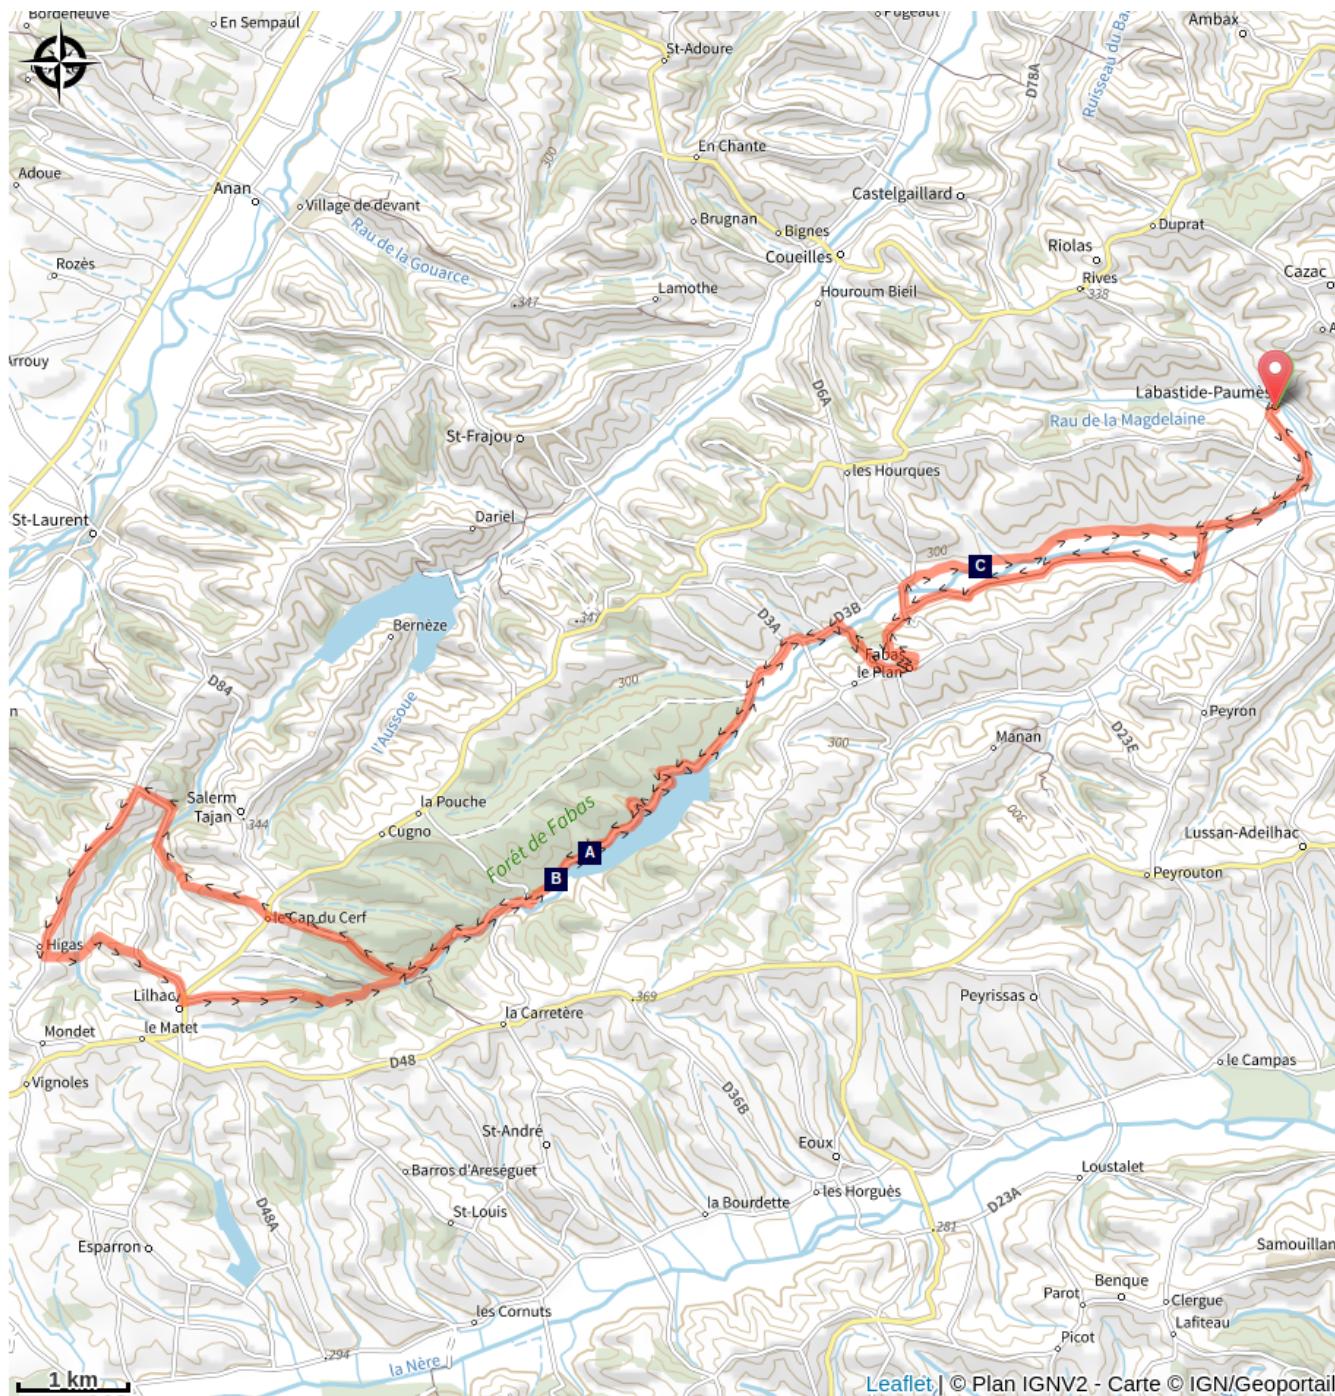 Bordeneuve
En Sempaul
Pugeaut
Ambax
St-Adoure
D78A
Ruisseau du
300
En Chante
Adoue
Anan
Village de devant
Castelgaillard
Brugnan
Bignes
Duprat
Rau de la Gouarce
Coueilles
Riolas
Rozès
Rives
Cazac
338
Lamothe
Houroum Bieil
347
A
Arrouy
D6A
Labastide-Paumès
Rau de la Magdelaine
St-Frajou
les Hourques
St-Laurent
Dariel
300
C
D3A
D3B
347
Bernèze
Fabas
le Plan
D84
300
n
l'Aussoue
300
Manan
Peyron
D23E
Salerm
Tajan
344
la Pouche
Cugno
Forêt de Fabas
300
Lussan-Adeilhac
A
B
Peyrouton
le Cap du Cerf
Higas
Lilhac
369
Peyrissas
la Carretère
Mondet
le Matet
D48
le Campas
Vignoles
D36B
St-André
Eoux
Barros d'Areséguet
Loustalet
les Horguès
D48A
la Bourdette
D23A
St-Louis
281
Esparron
Samouillan
Benque
Parot
Clergue
les Cornuts
Lafiteau
Picot
294
la Nère
1 km
Leaflet | © Plan IGNV2 - Carte © IGN/Geoportail